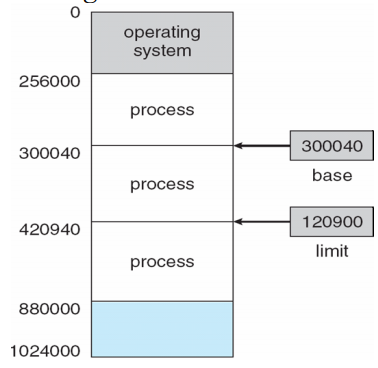 0
operating
system
256000
process
300040
300040
base
process
420940
120900
limit
process
880000
1024000